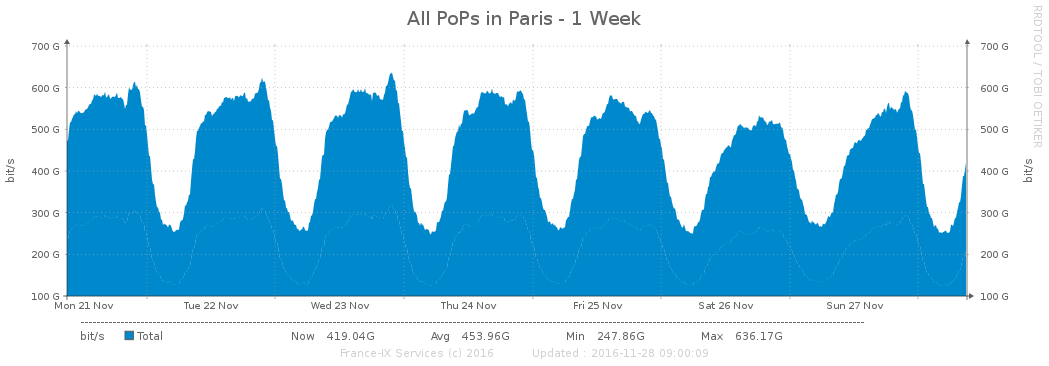 All PoPs in Paris - 1 Week
RRDTOOL / TOBI OETIKER
700 G 700 G
600 G 600 G
500 G 500 G
400 G 400 G
300 G 300 G
200 G 200 G
100 G 100 G
bit/s bit/s
Mon 21 Nov Tue 22 Nov Wed 23 Nov Thu 24 Nov Fri 25 Nov Sat 26 Nov Sun 27 Nov
bit/s Total Now 419.04G Avg 453.96G Min 247.86G Max 636.17G
France-IX Services (c) 2016 Updated : 2016-11-28 09:00:09